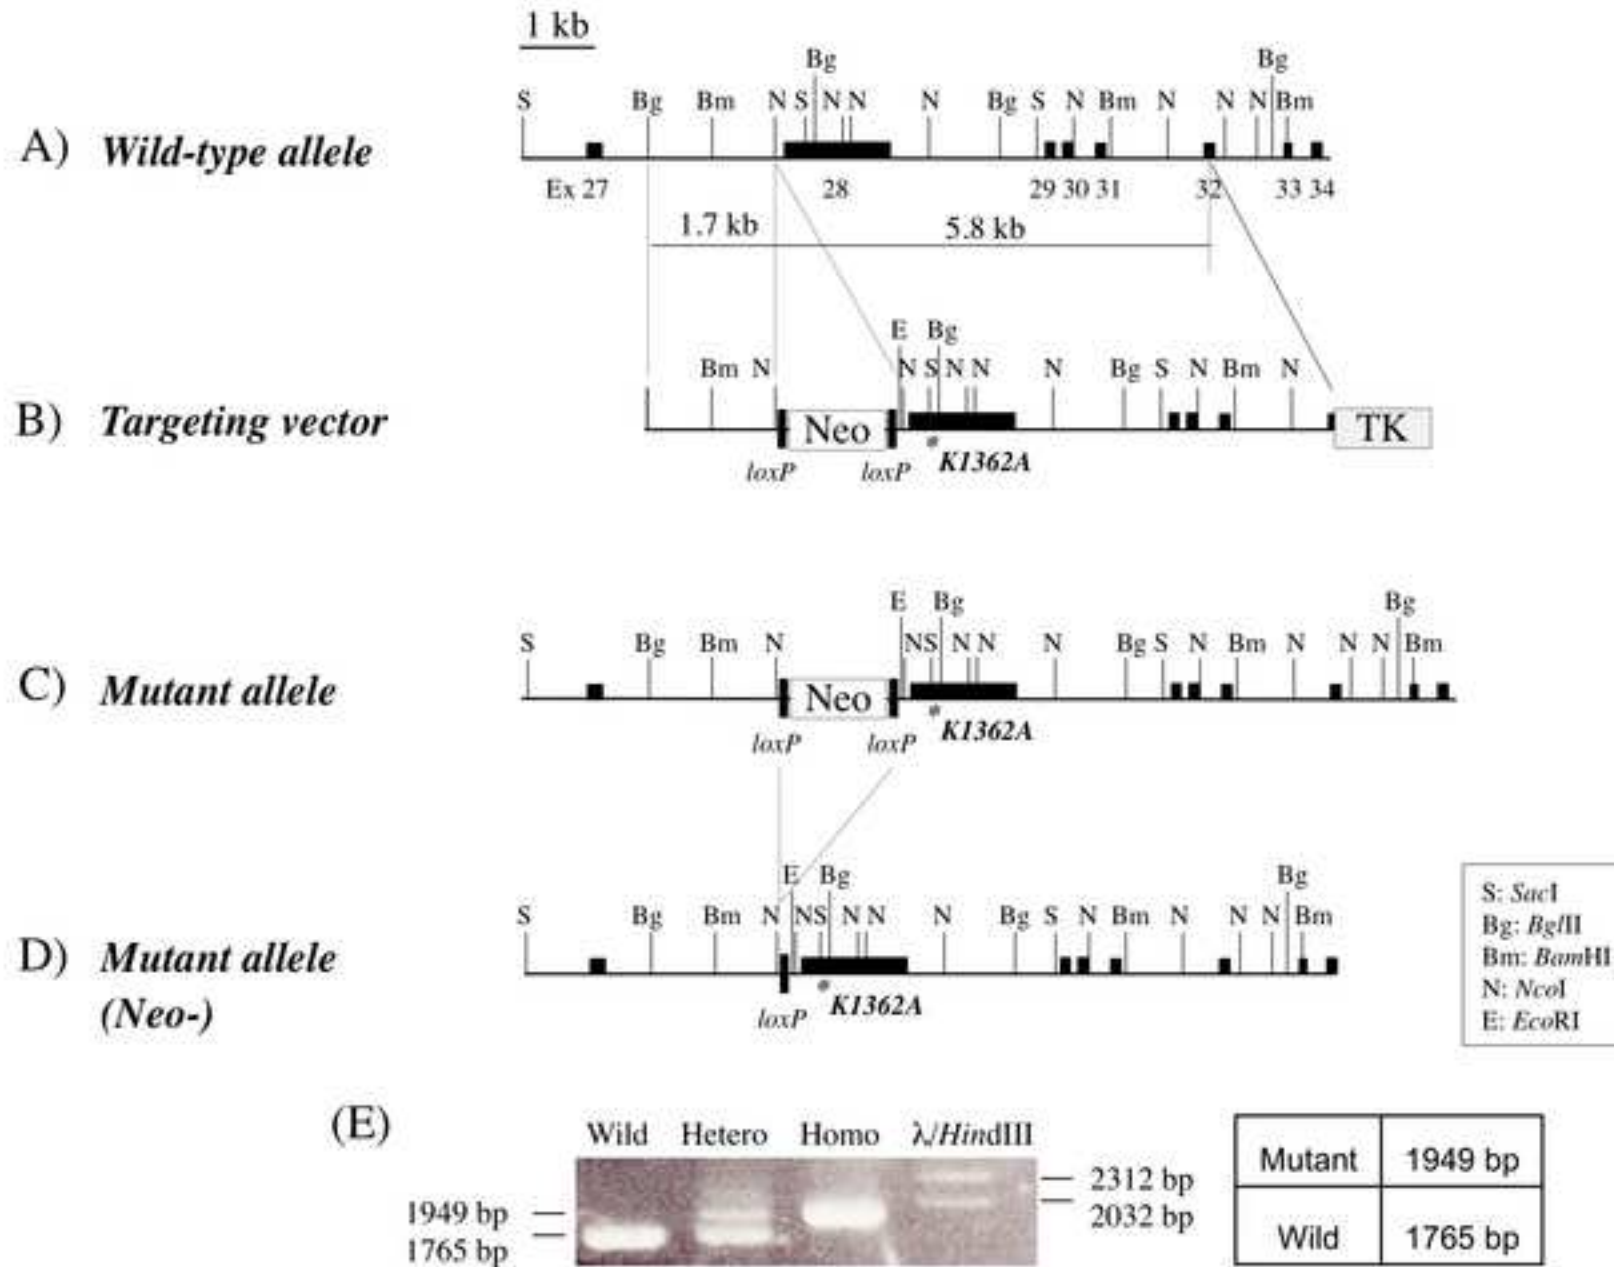 1 kb
Bg Bg
S Bg Bm N S N N N Bg S N Bm N N N Bm
A) Wild-type allele
Ex 27 28 29 30 31 32 33 34
1.7 kb 5.8 kb
E Bg
Bm N N S N N N Bg S N Bm N
B) Targeting vector
Neo TK
loxP loxP K1362A
E Bg Bg
S Bg Bm N N S N N N Bg S N Bm N N N Bm
C) Mutant allele
Neo
K1362A
loxP loxP
E Bg Bg
S Bg Bm N N S N N N Bg S N Bm N N N Bm
D) Mutant allele
(Neo-)
loxP K1362A
S: SacI
Bg: BglII
Bm: BamHI
N: NcoI
E: EcoRI
(E)
Wild Hetero Homo λ/HindIII
1949 bp
1765 bp
2312 bp
2032 bp
Mutant 1949 bp
Wild 1765 bp